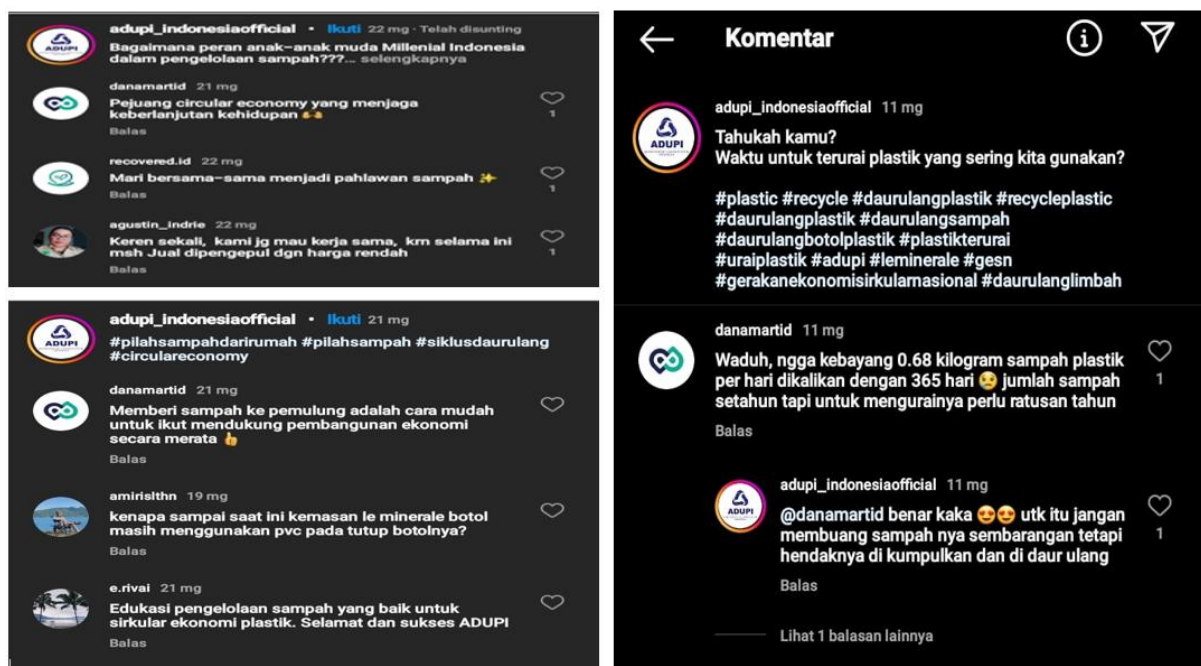 adupi_indonesiaofficial • Ikuti 22 mg · Telah disunting
Bagaimana peran anak-anak muda Millenial Indonesia
dalam pengelolaan sampah???... selengkapnya
danamartid 21 mg
Pejuang circular economy yang menjaga
keberlanjutan kehidupan
1
Balas
recovered.id 22 mg
Mari bersama-sama menjadi pahlawan sampah ✨
1
Balas
agustin_indrie 22 mg
Keren sekali, kami jg mau kerja sama, krn selama ini
msh Jual dipengepul dgn harga rendah
1
Balas
ADUPI
adupi_indonesiaofficial • Ikuti 21 mg
#pilahsampahdarirumah #pilahsampah #siklusdaurulang
#circulareconomy
ADUPI
danamartid 21 mg
Memberi sampah ke pemulung adalah cara mudah
untuk ikut mendukung pembangunan ekonomi
secara merata 👍
Balas
amirislthn 19 mg
kenapa sampai saat ini kemasan le minerale botol
masih menggunakan pvc pada tutup botolnya?
Balas
e.rivai 21 mg
Edukasi pengelolaan sampah yang baik untuk
sirkular ekonomi plastik. Selamat dan sukses ADUPI
Balas
Komentar
adupi_indonesiaofficial 11 mg
ADUPI
Tahukah kamu?
Waktu untuk terurai plastik yang sering kita gunakan?
#plastic #recycle #daurulangplastik #recycleplastic
#daurulangplastik #daurulangsampah
#daurulangbotolplastik #plastikterurai
#uraiplastik #adupi #leminerale #gesn
#gerakanekonomisirkularnasional #daurulanglimbah
danamartid 11 mg
Waduh, ngga kebayang 0.68 kilogram sampah plastik
per hari dikalikan dengan 365 hari 😢 jumlah sampah
setahun tapi untuk mengurainya perlu ratusan tahun
1
Balas
adupi_indonesiaofficial 11 mg
ADUPI
@danamartid benar kaka 😍😍 utk itu jangan
membuang sampah nya sembarangan tetapi
hendaknya di kumpulkan dan di daur ulang
1
Balas
Lihat 1 balasan lainnya